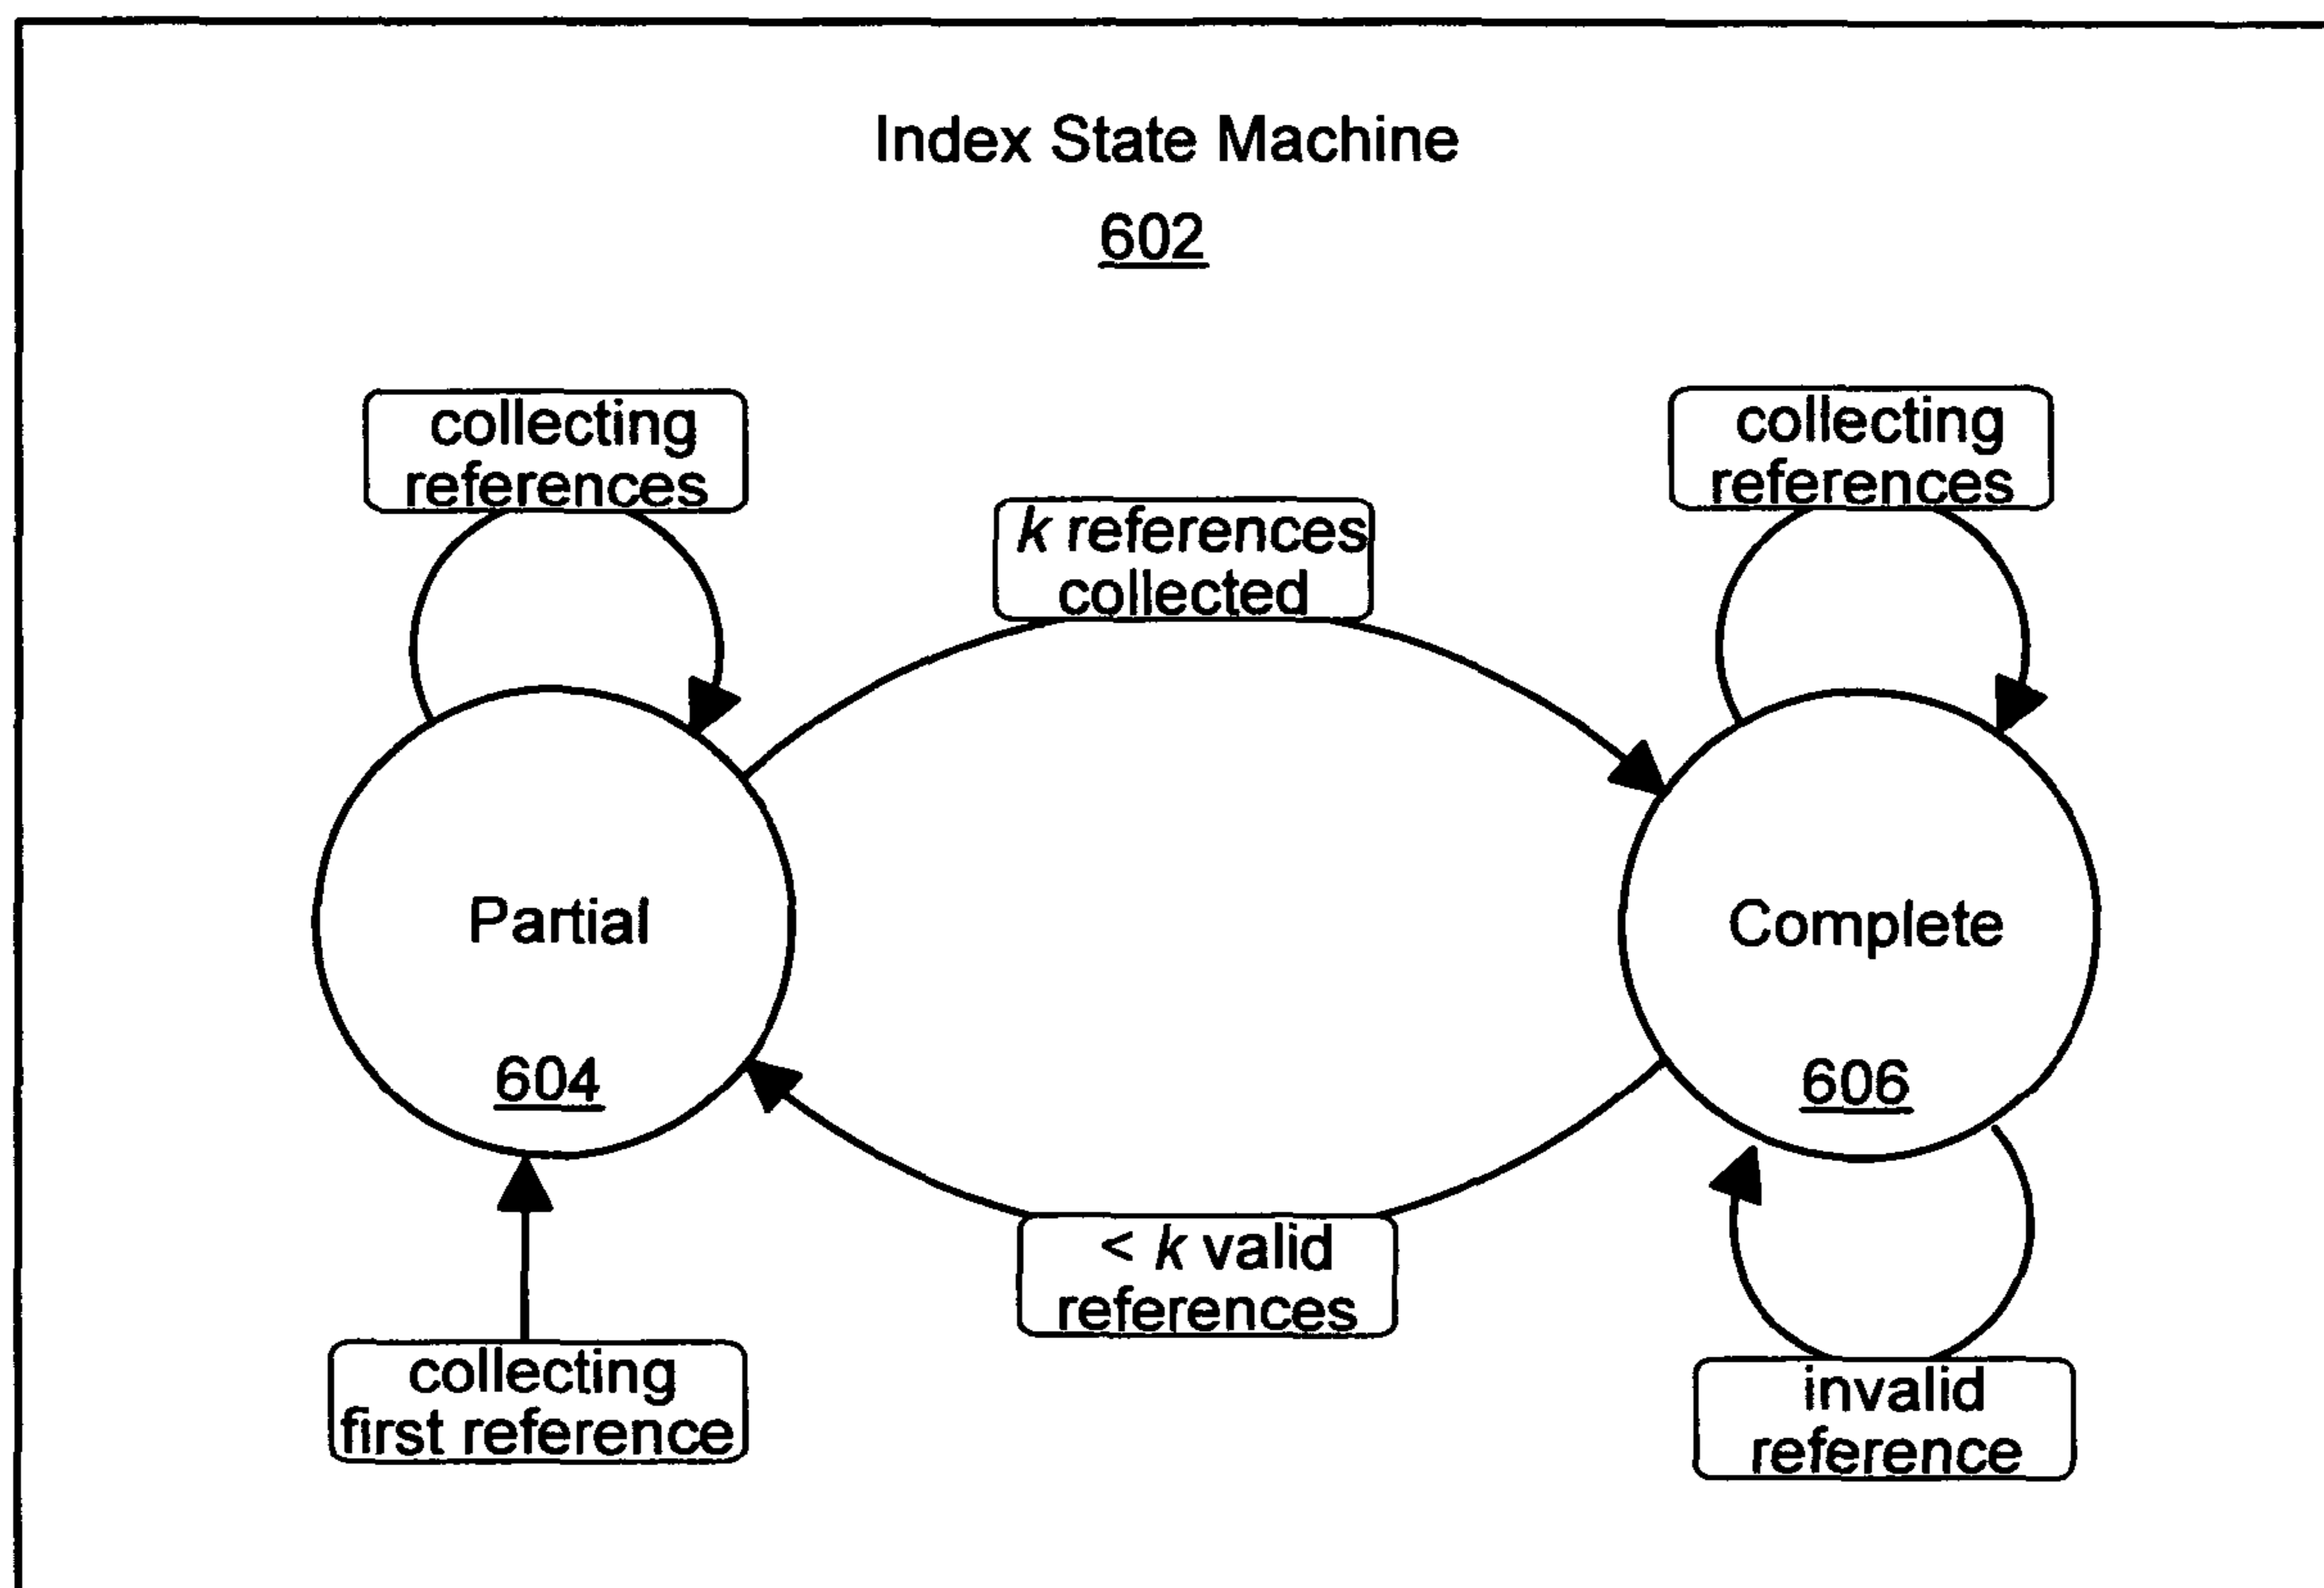 Index State Machine
602
collecting
references
collecting
references
k references
collected
Partial
604
Complete
606
< k valid
references
collecting
first reference
invalid
reference